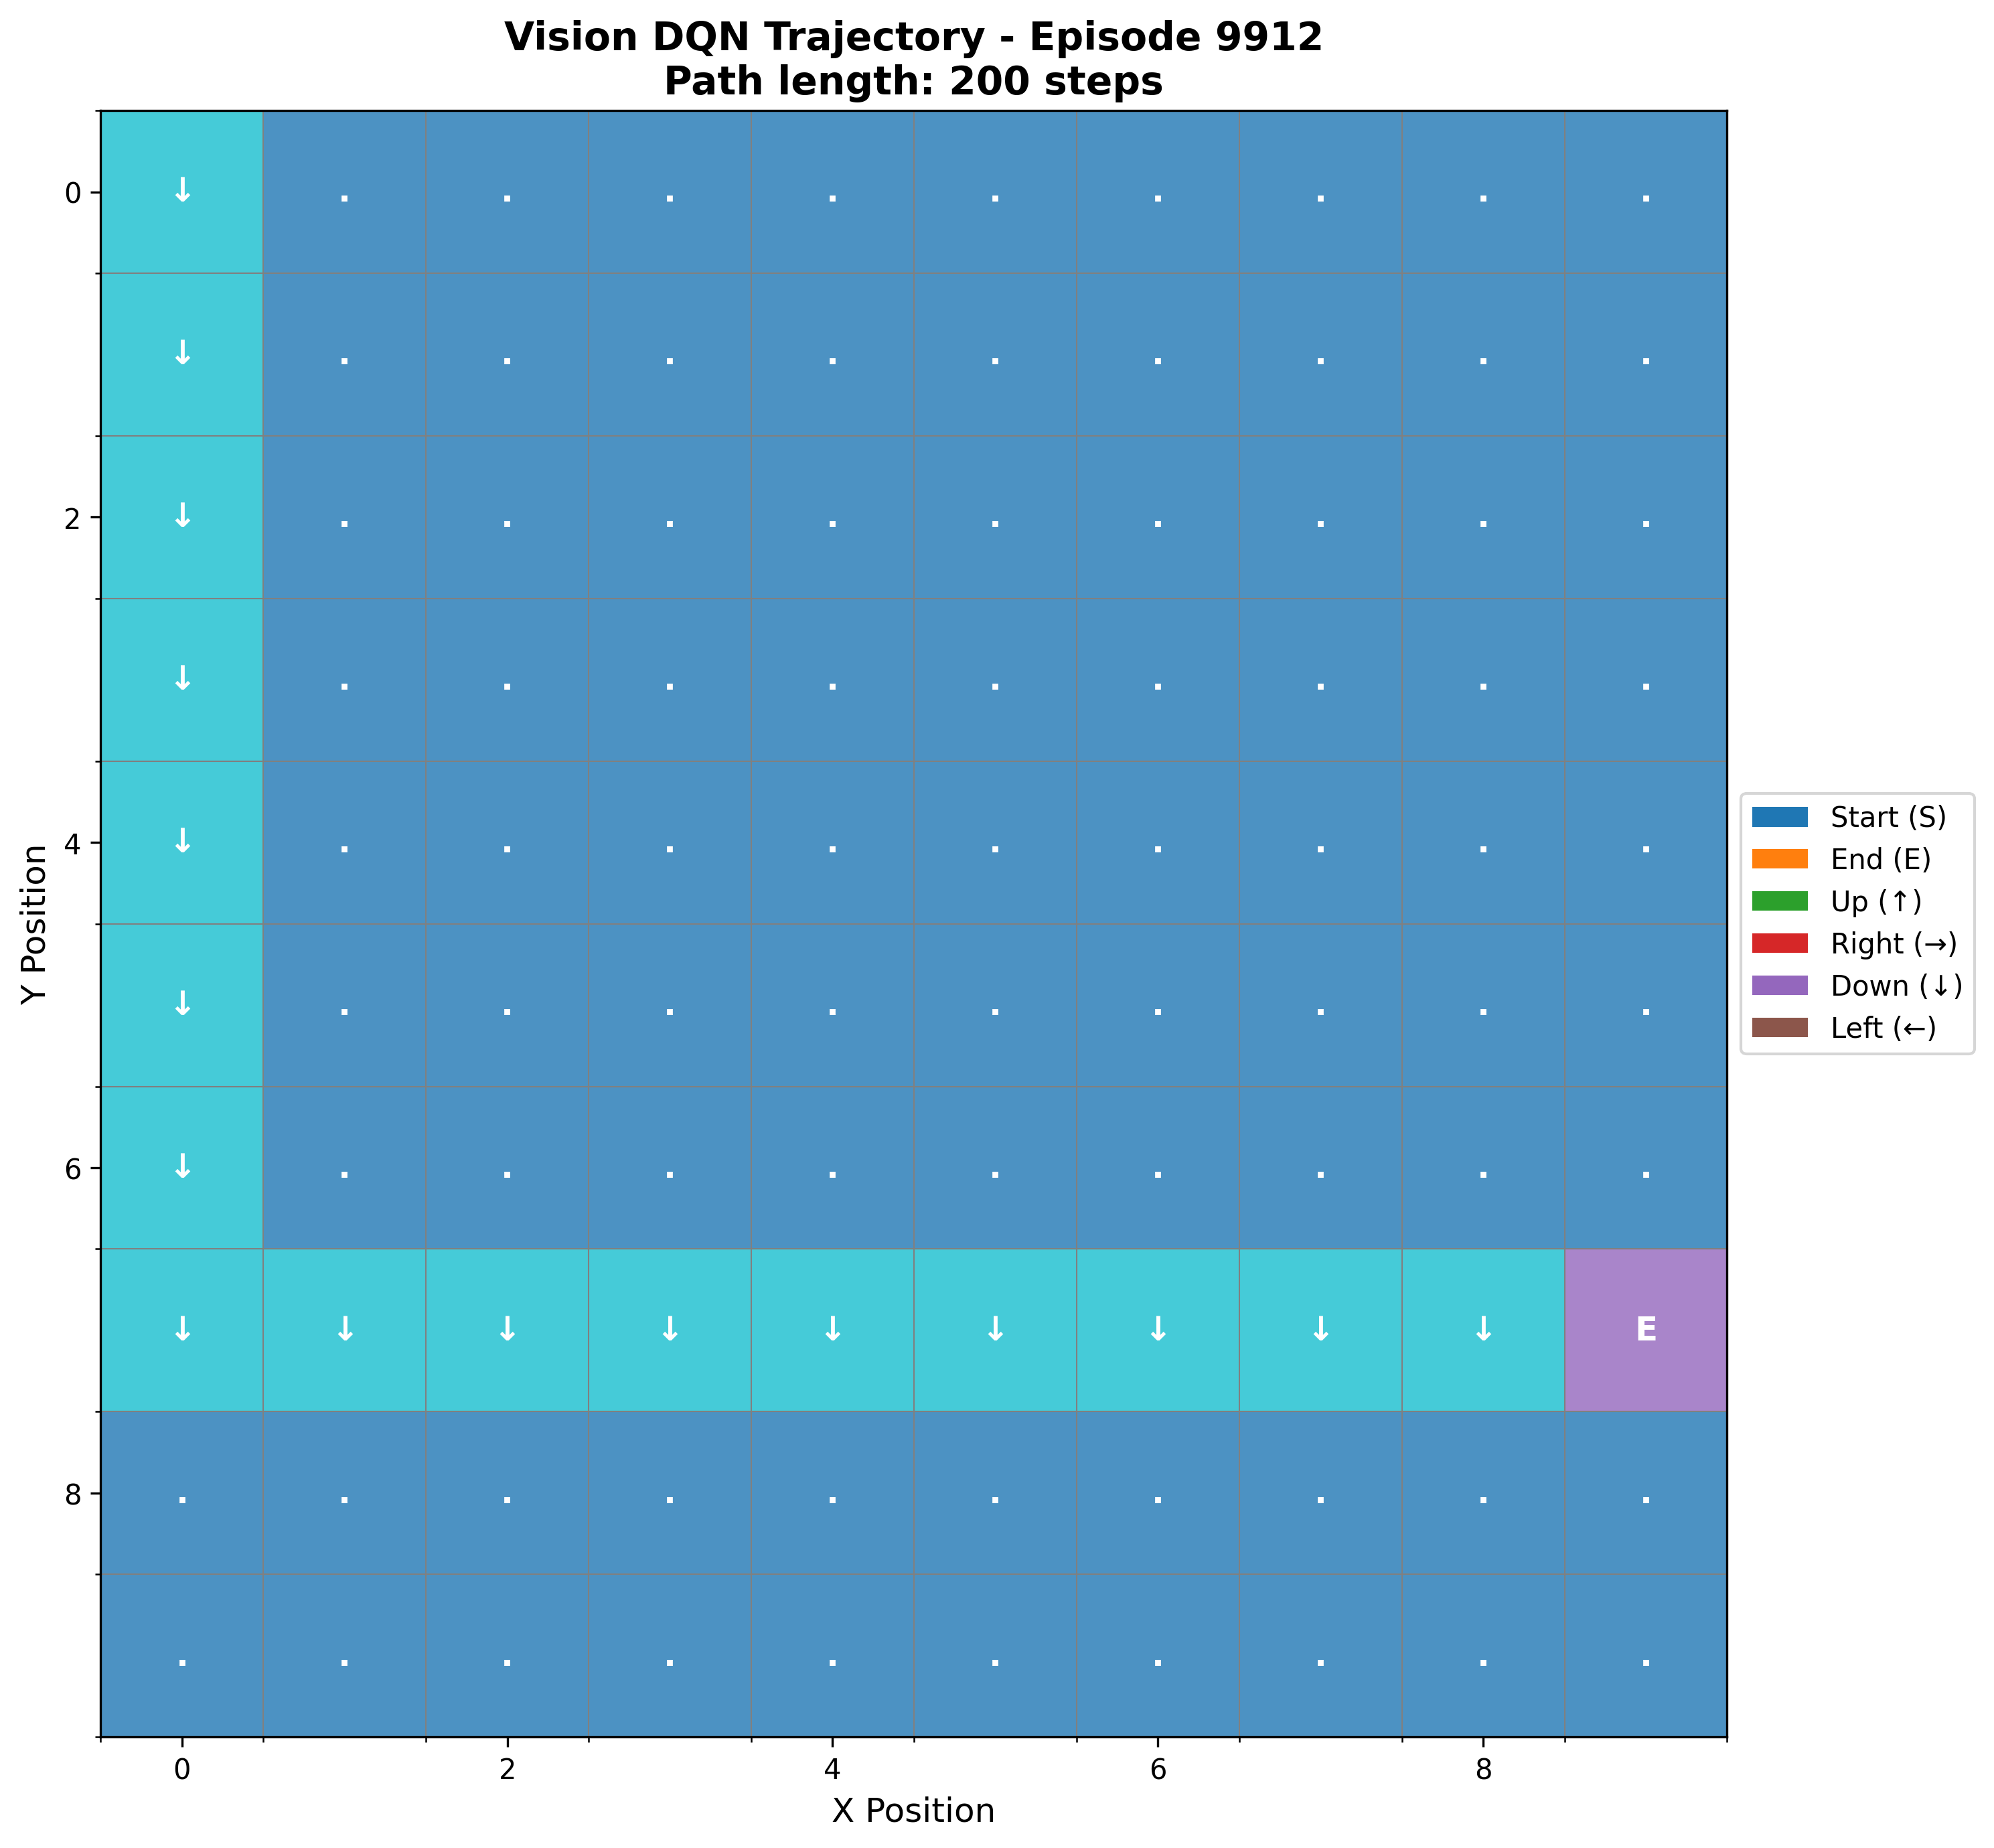 Vision DQN Trajectory - Episode 9912
Path length: 200 steps
0 ↓ . . . . . . . . .
↓ . . . . . . . . .
2 ↓ . . . . . . . . .
↓ . . . . . . . . .
4 ↓ . . . . . . . . .
↓ . . . . . . . . .
6 ↓ . . . . . . . . .
↓ ↓ ↓ ↓ ↓ ↓ ↓ ↓ ↓ E
8 . . . . . . . . . .
. . . . . . . . . .
0 2 4 6 8
X Position
Y Position
Start (S)
End (E)
Up (↑)
Right (→)
Down (↓)
Left (←)